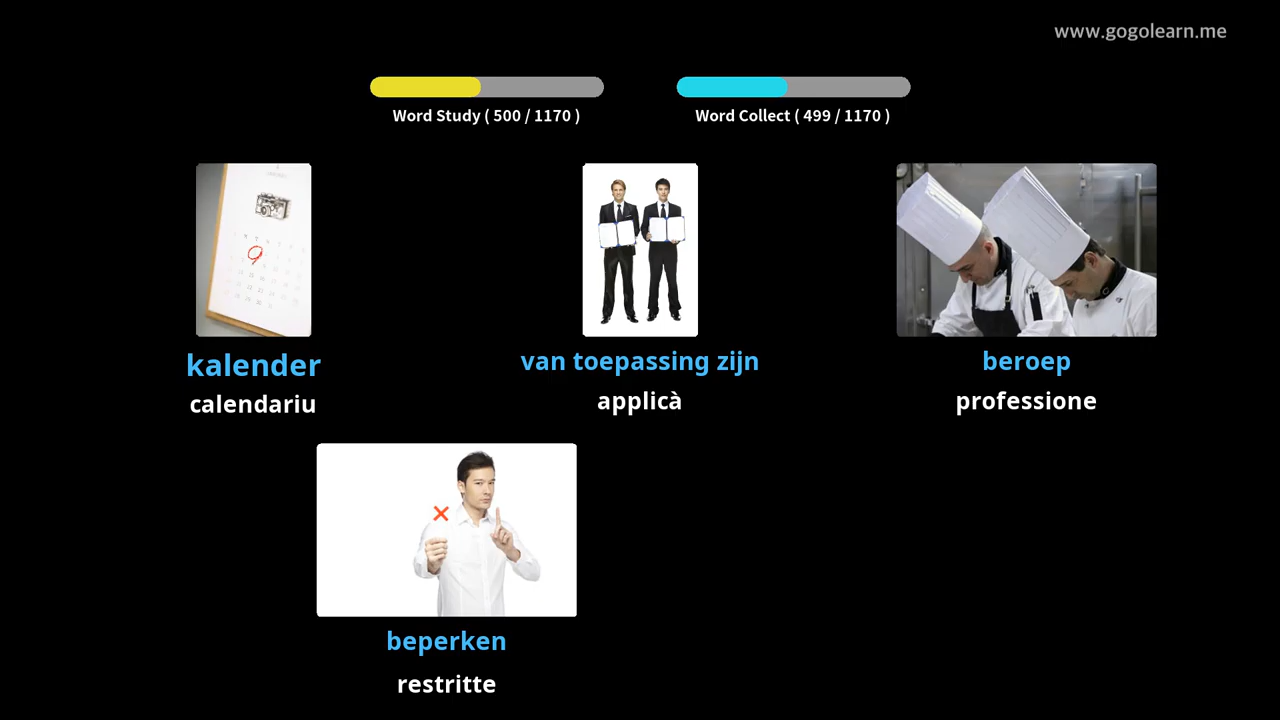 www.gogolearn.me
Word Study ( 500 / 1170 )
Word Collect ( 499 / 1170 )
kalender
calendariu
van toepassing zijn
applicà
beroep
professione
beperken
restritte